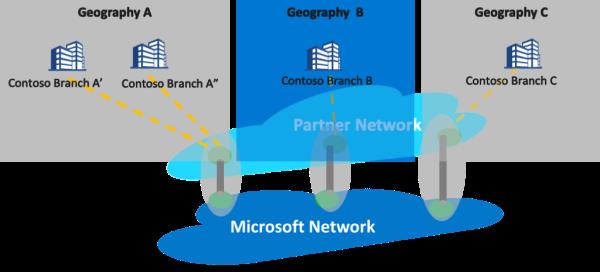 Geography A
Geography  B
Geography C
Contoso Branch A’
Contoso Branch A”
Contoso Branch B
Contoso Branch C
Partner Network
Microsoft Network